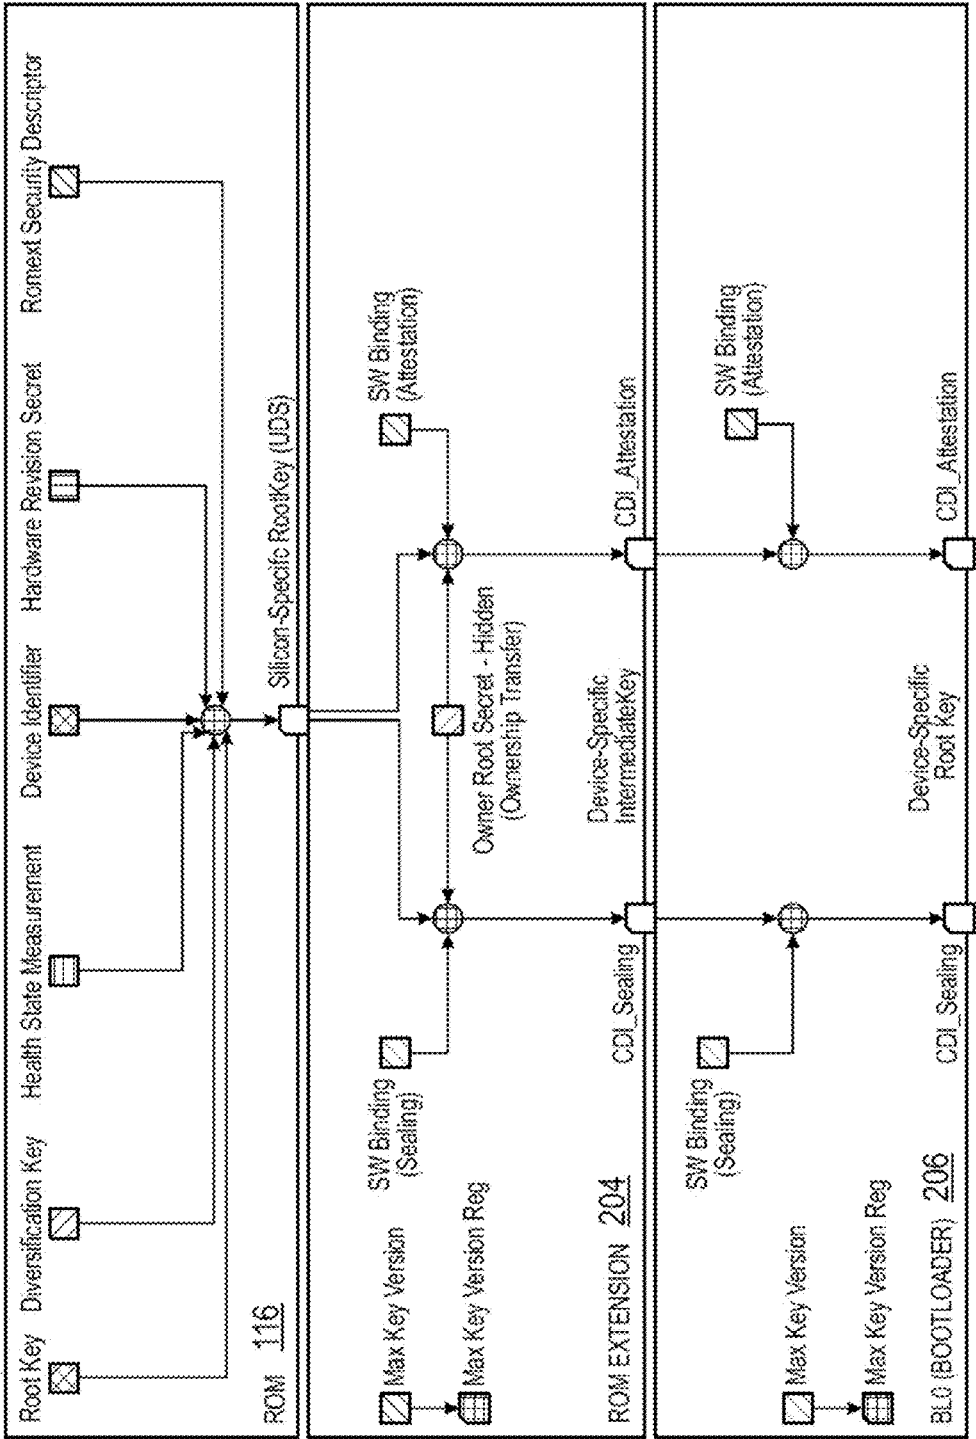 Root Key
Diversification Key
Health State Measurement
Device Identifier
Hardware Revision Secret
Romext Security Descriptor
Silicon-Specifc RootKey (UDS)
ROM 116
SW Binding
(Sealing)
SW Binding
(Attestation)
Owner Root Secret - Hidden
(Ownership Transfer)
Max Key Version
Max Key Version Reg
CDI_Sealing
Device-Specific
IntermediateKey
CDI_Attestation
ROM EXTENSION 204
SW Binding
(Sealing)
SW Binding
(Attestation)
Max Key Version
Max Key Version Reg
CDI_Sealing
Device-Specific
Root Key
CDI_Attestation
BL0 (BOOTLOADER) 206